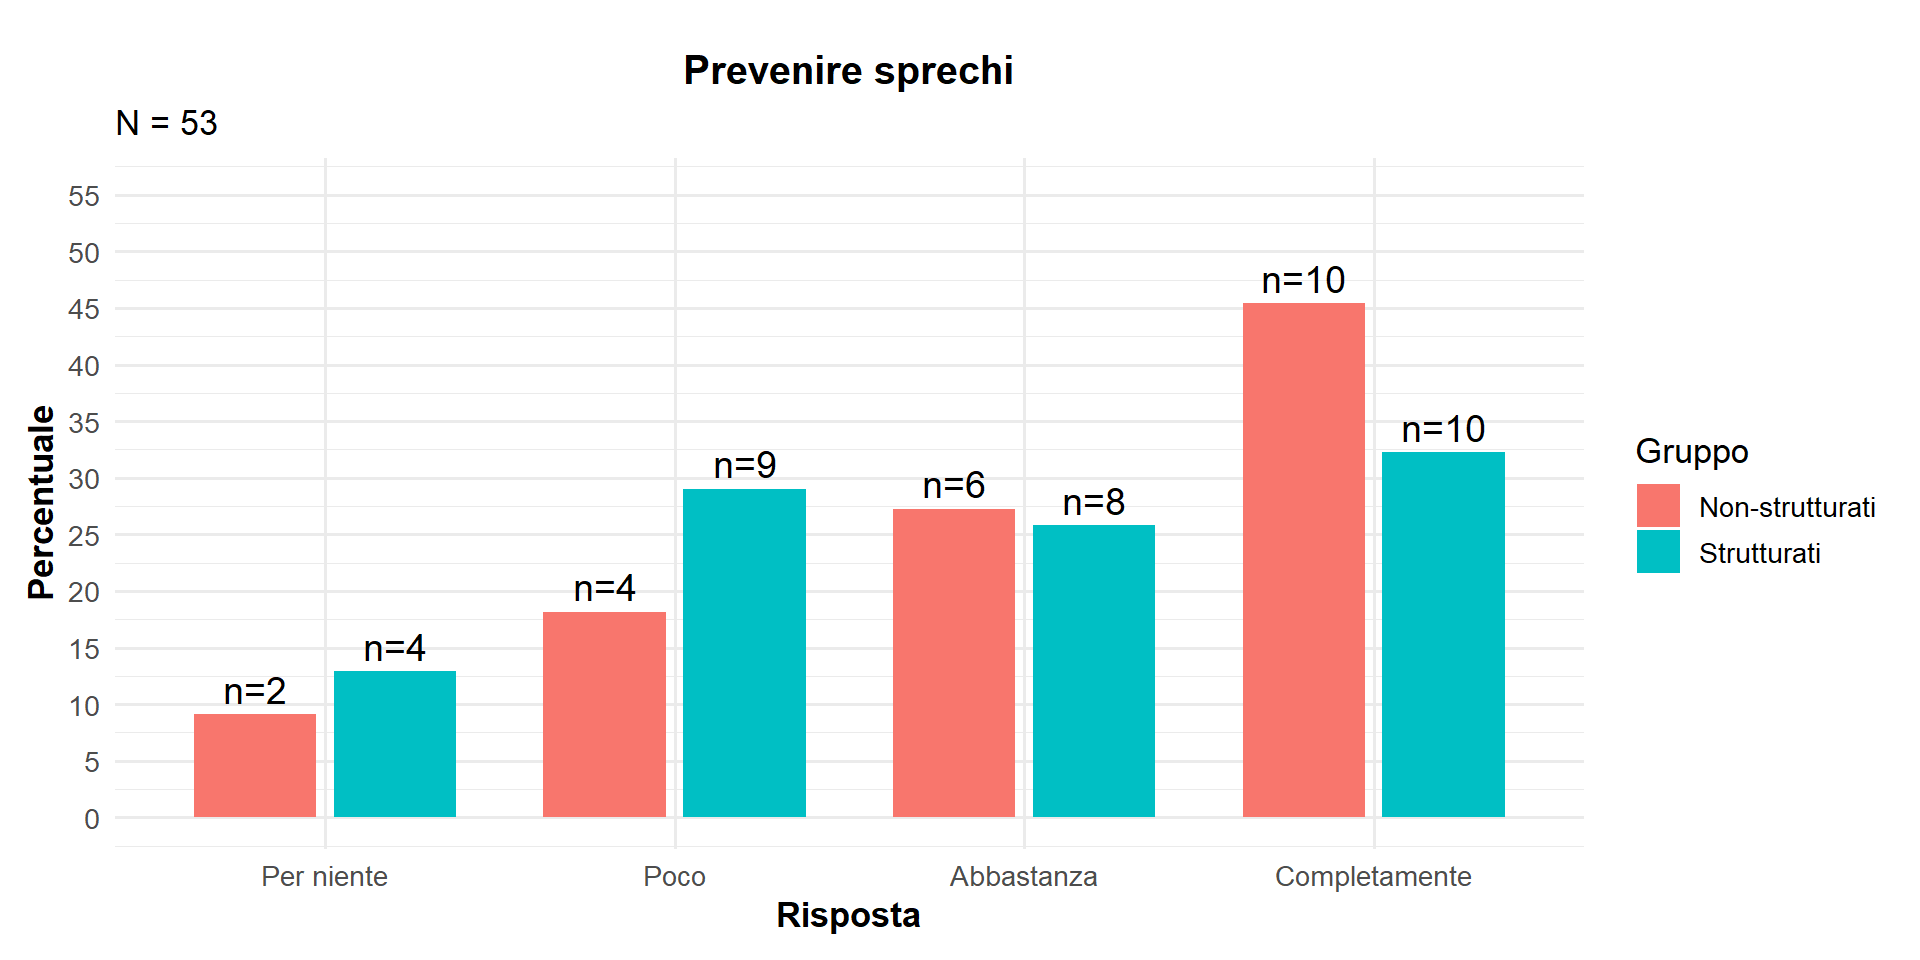 Prevenire sprechi
N = 53
Percentuale
55
50
45
40
35
30
25
20
15
10
5
0
n=2
n=4
n=4
n=9
n=6
n=8
n=10
n=10
Per niente
Poco
Abbastanza
Completamente
Risposta
Gruppo
Non-strutturati
Strutturati